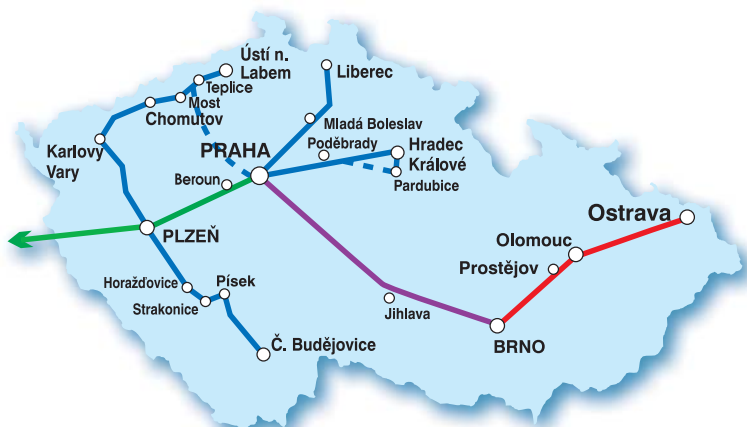 Ústí n.
Labem
Teplice
Most
Chomutov
Karlovy
Vary
Liberec
Mladá Boleslav
Poděbrady
PRAHA
Hradec
Králové
Pardubice
Beroun
PLZEŇ
Ostrava
Olomouc
Prostějov
Horažďovice
Písek
Strakonice
Jihlava
BRNO
Č. Budějovice